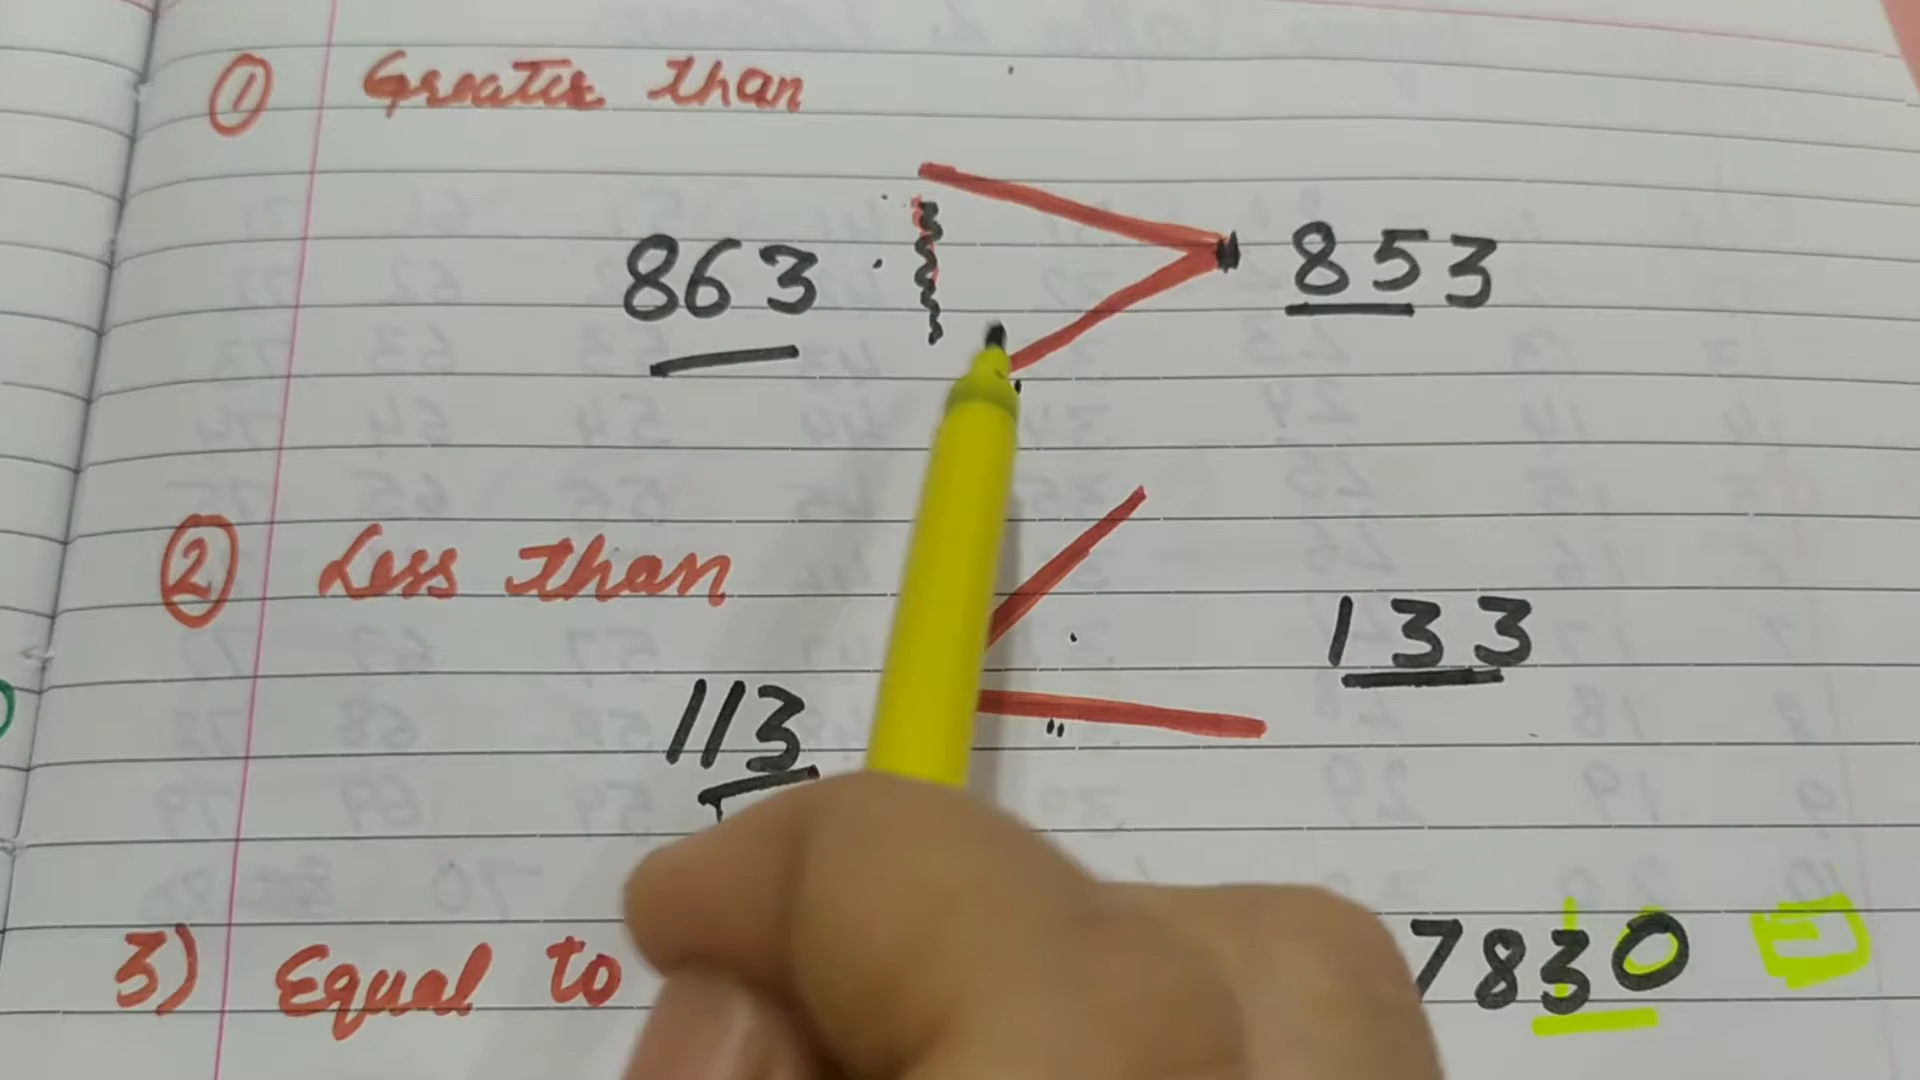 ① Greater than
863 > 853
② Less than
113 < 133
3) Equal to 7830 =